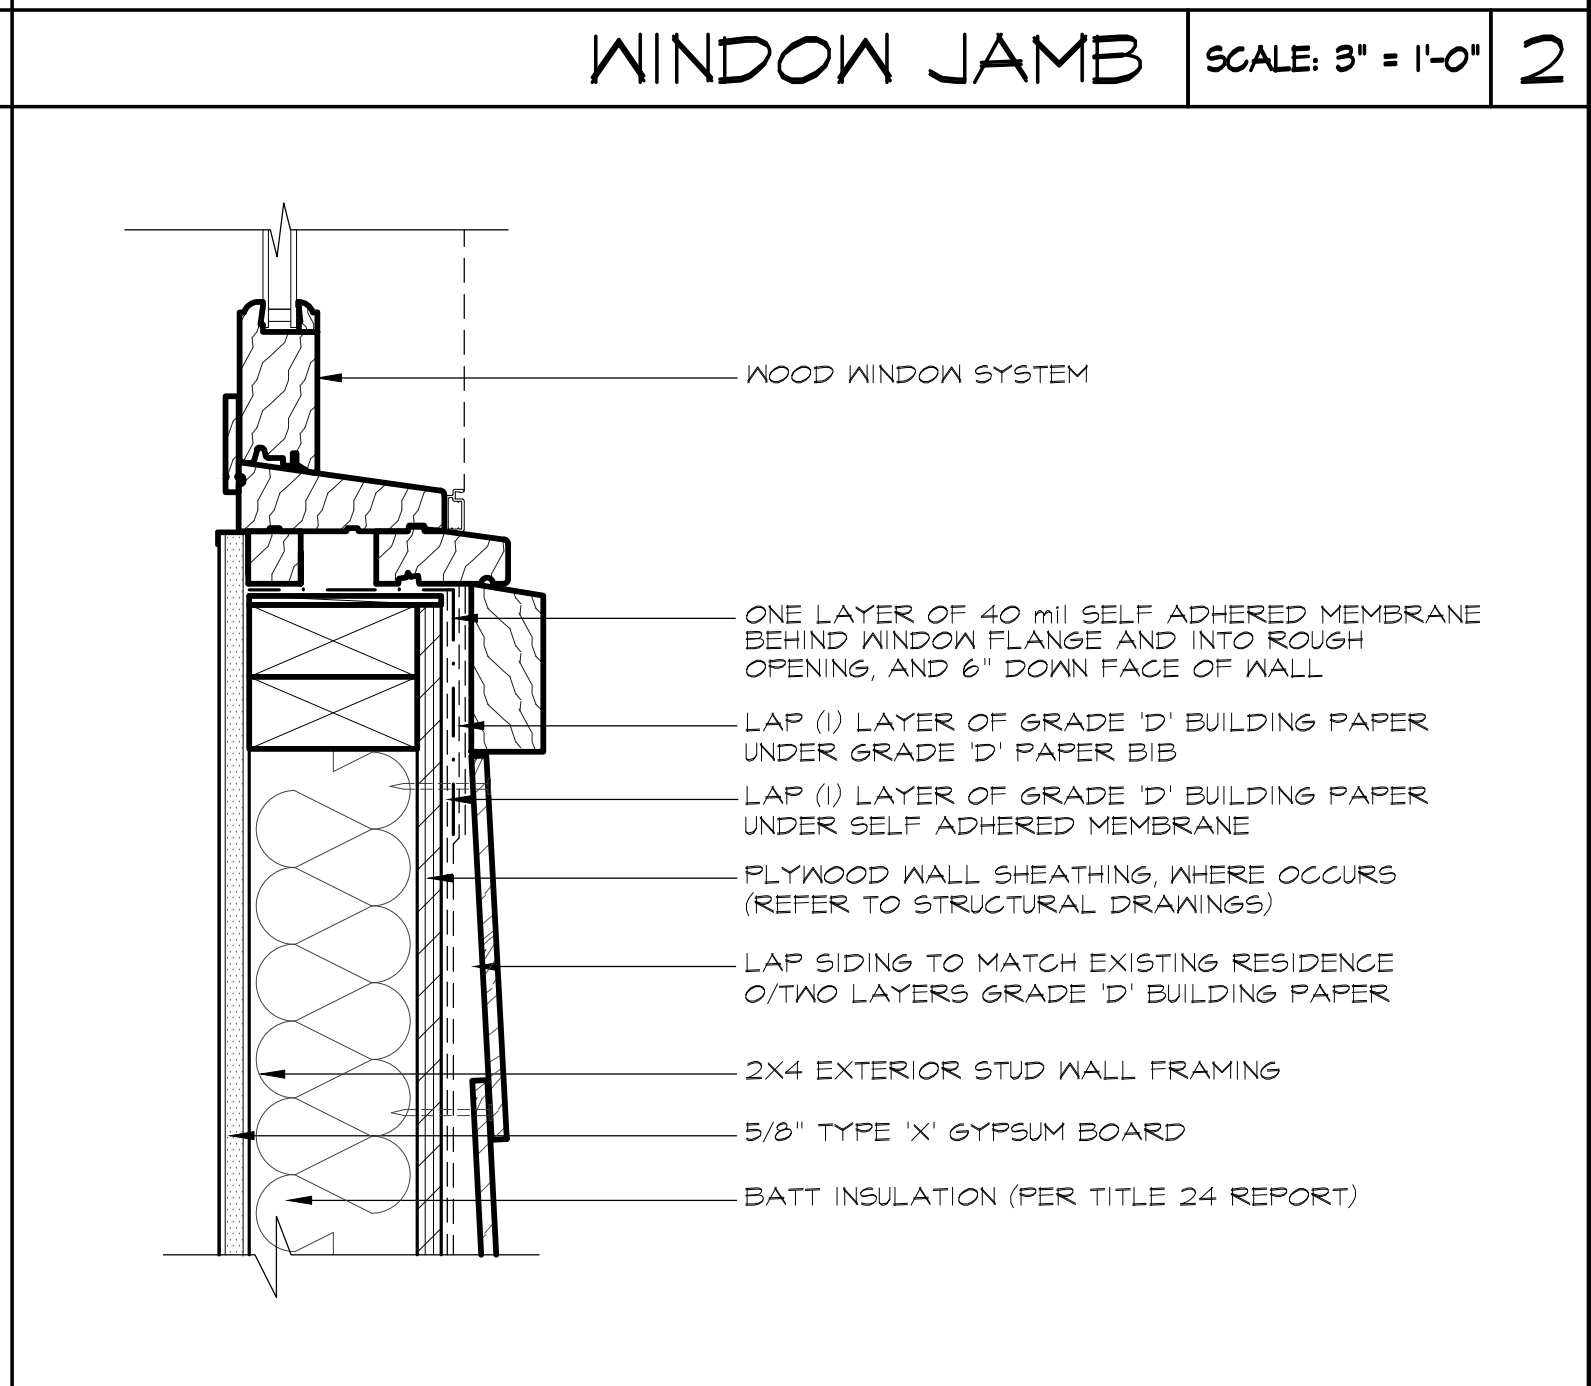 WINDOW JAMB
SCALE: 3" = 1'-0"
2
WOOD WINDOW SYSTEM
ONE LAYER OF 40 mil SELF ADHERED MEMBRANE
BEHIND WINDOW FLANGE AND INTO ROUGH
OPENING, AND 6" DOWN FACE OF WALL
LAP (1) LAYER OF GRADE 'D' BUILDING PAPER
UNDER GRADE 'D' PAPER BIB
LAP (1) LAYER OF GRADE 'D' BUILDING PAPER
UNDER SELF ADHERED MEMBRANE
PLYWOOD WALL SHEATHING, WHERE OCCURS
(REFER TO STRUCTURAL DRAWINGS)
LAP SIDING TO MATCH EXISTING RESIDENCE
O/TWO LAYERS GRADE 'D' BUILDING PAPER
2X4 EXTERIOR STUD WALL FRAMING
5/8" TYPE 'X' GYPSUM BOARD
BATT INSULATION (PER TITLE 24 REPORT)